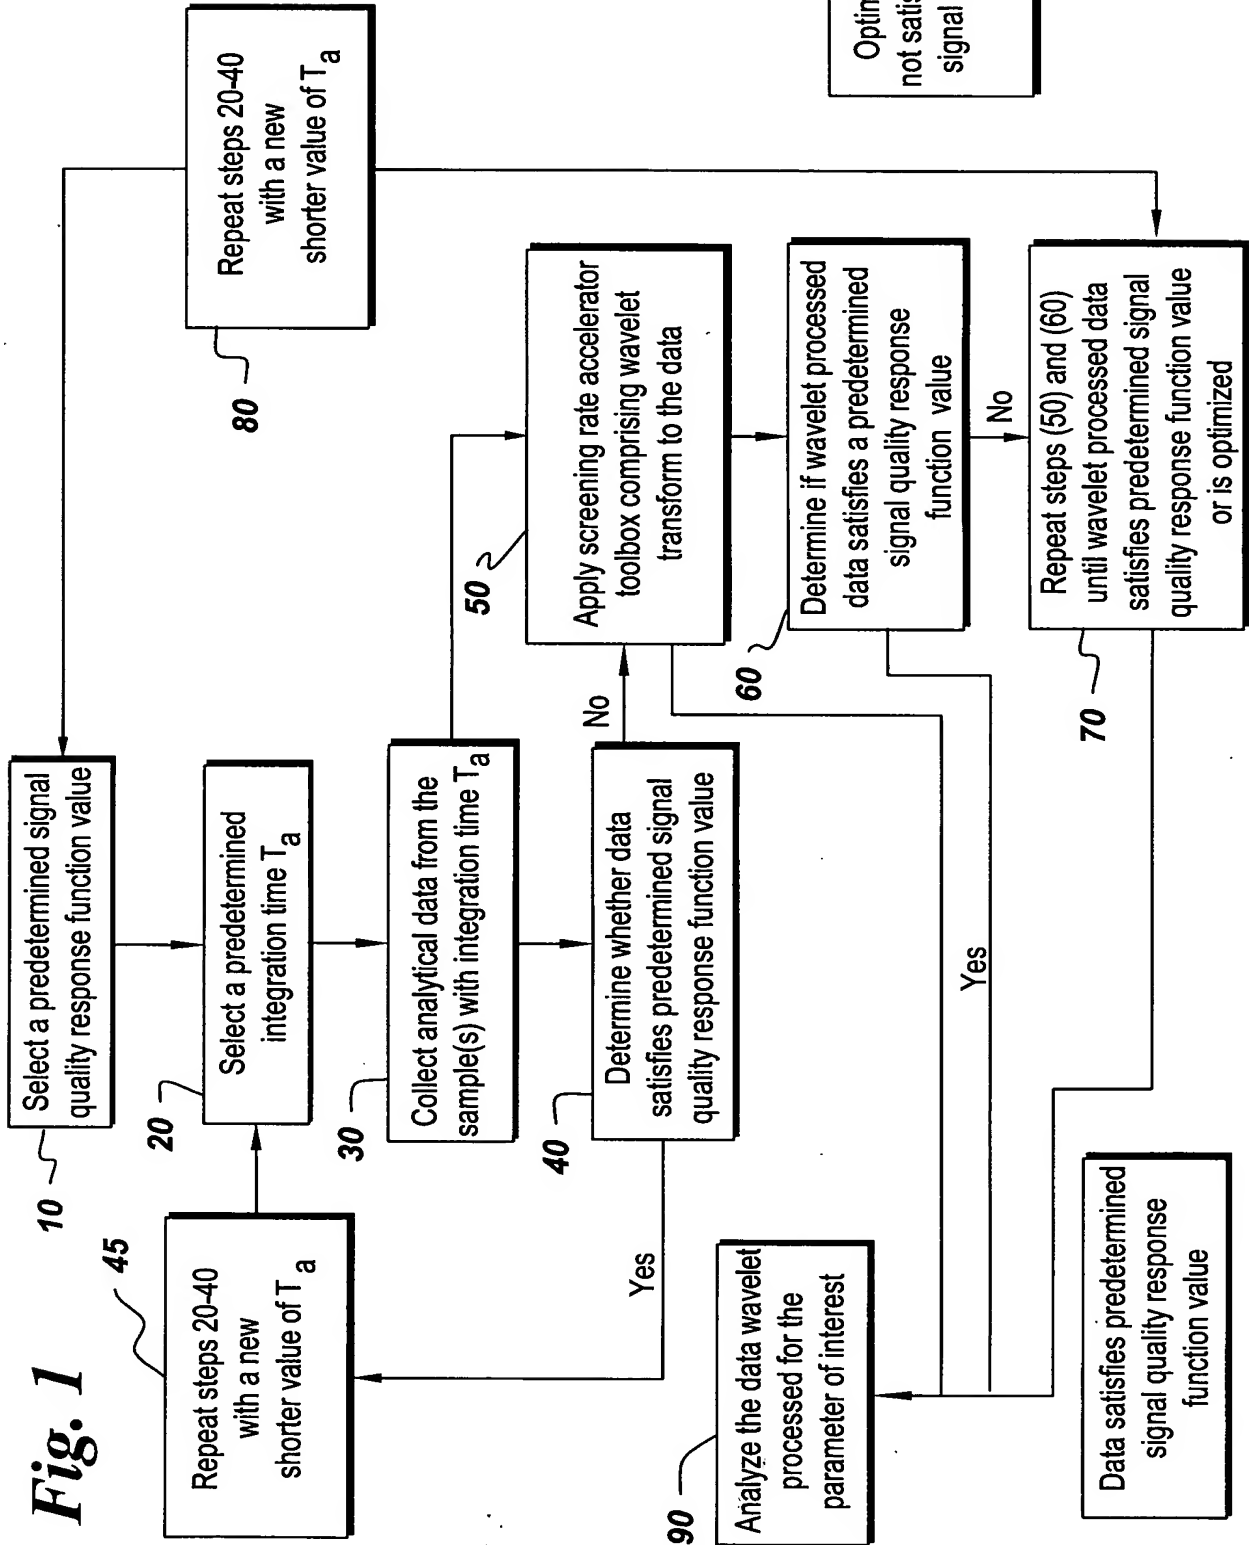 Fig. 1
10
Select a predetermined signal
quality response function value
45
Repeat steps 20-40
with a new
shorter value of Ta
20
Select a predetermined
integration time Ta
30
Collect analytical data from the
sample(s) with integration time Ta
40
Determine whether data
satisfies predetermined signal
quality response function value
Yes
No
50
Apply screening rate accelerator
toolbox comprising wavelet
transform to the data
60
Determine if wavelet processed
data satisfies a predetermined
signal quality response
function value
No
Yes
70
Repeat steps (50) and (60)
until wavelet processed data
satisfies predetermined signal
quality response function value
or is optimized
80
Repeat steps 20-40
with a new
shorter value of Ta
90
Analyze the data wavelet
processed for the
parameter of interest
Data satisfies predetermined
signal quality response
function value
not
signal